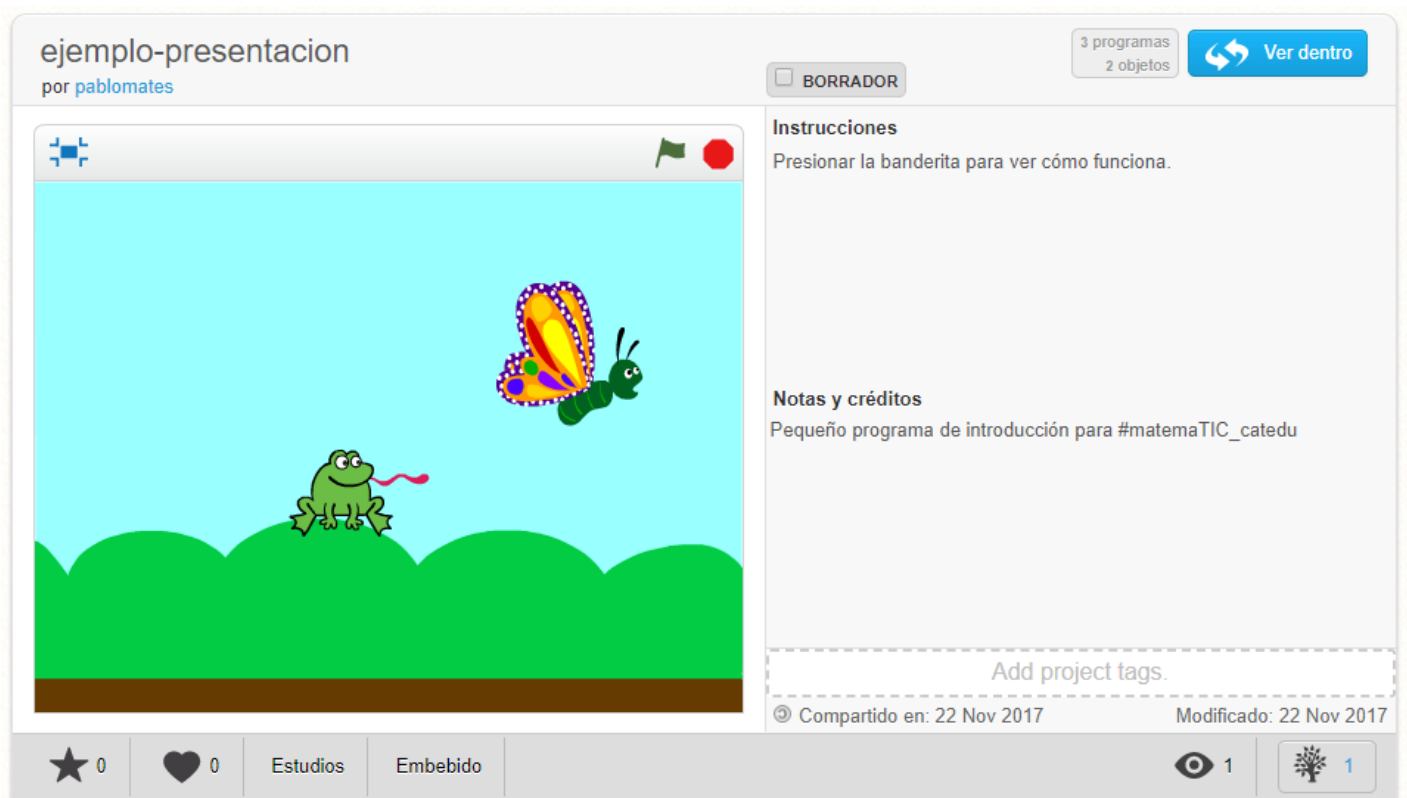 ejemplo-presentacion
por pablomates
BORRADOR
3 programas
2 objetos
Ver dentro
Instrucciones
Presionar la banderita para ver cómo funciona.
Notas y créditos
Pequeño programa de introducción para #matemaTIC_catedu
Add project tags.
Compartido en: 22 Nov 2017
Modificado: 22 Nov 2017
0
0
Estudios
Embebido
1
1